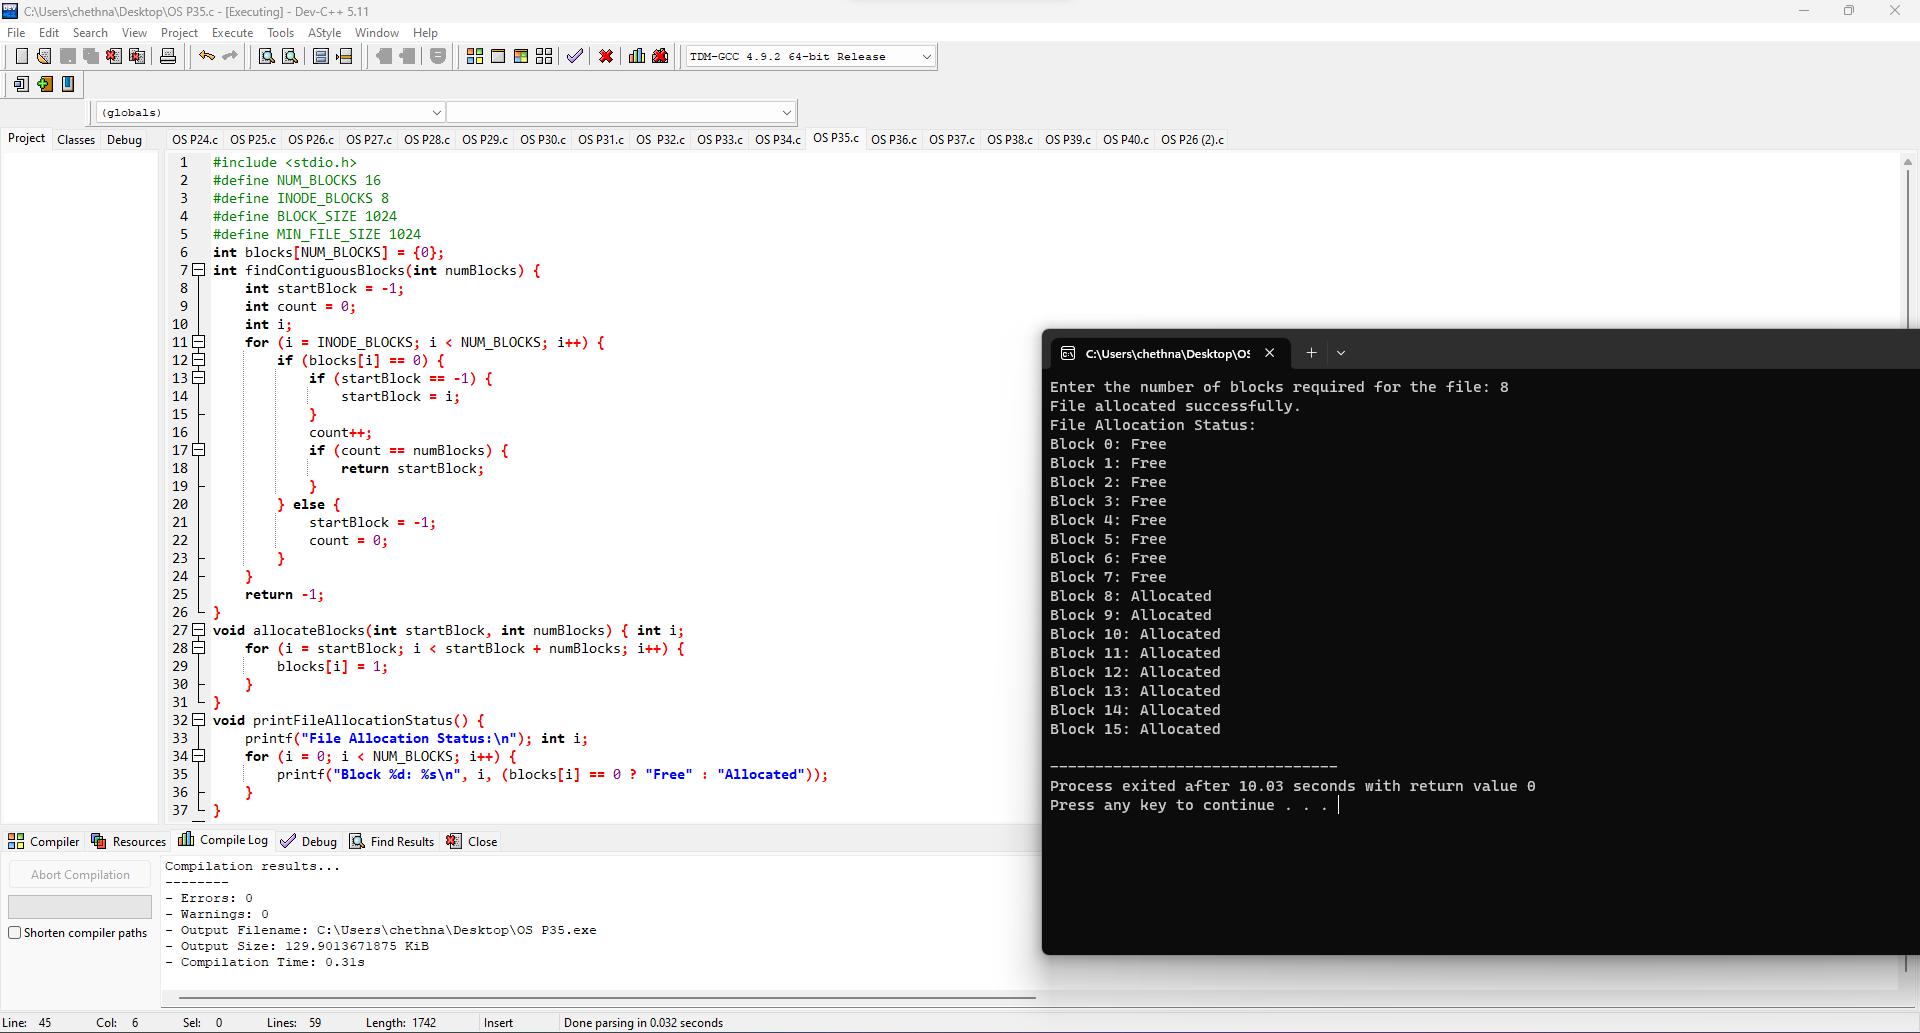 C:\Users\chethna\Desktop\OS P35.c - [Executing] - Dev-C++ 5.11
File Edit Search View Project Execute Tools AStyle Window Help
TDM-GCC 4.9.2 64-bit Release
(globals)
Project Classes Debug
OS P24.c OS P25.c OS P26.c OS P27.c OS P28.c OS P29.c OS P30.c OS P31.c OS P32.c OS P33.c OS P34.c OS P35.c OS P36.c OS P37.c OS P38.c OS P39.c OS P40.c OS P26 (2).c
1 #include <stdio.h>
2 #define NUM_BLOCKS 16
3 #define INODE_BLOCKS 8
4 #define BLOCK_SIZE 1024
5 #define MIN_FILE_SIZE 1024
6 int blocks[NUM_BLOCKS] = {0};
7 int findContiguousBlocks(int numBlocks) {
8 int startBlock = -1;
9 int count = 0;
10 int i;
11 for (i = INODE_BLOCKS; i < NUM_BLOCKS; i++) {
12 if (blocks[i] == 0) {
13 if (startBlock == -1) {
14 startBlock = i;
15 }
16 count++;
17 if (count == numBlocks) {
18 return startBlock;
19 }
20 } else {
21 startBlock = -1;
22 count = 0;
23 }
24 }
25 return -1;
26 }
27 void allocateBlocks(int startBlock, int numBlocks) { int i;
28 for (i = startBlock; i < startBlock + numBlocks; i++) {
29 blocks[i] = 1;
30 }
31 }
32 void printFileAllocationStatus() {
33 printf("File Allocation Status:\n"); int i;
34 for (i = 0; i < NUM_BLOCKS; i++) {
35 printf("Block %d: %s\n", i, (blocks[i] == 0 ? "Free" : "Allocated"));
36 }
37 }
C:\Users\chethna\Desktop\OS
Enter the number of blocks required for the file: 8
File allocated successfully.
File Allocation Status:
Block 0: Free
Block 1: Free
Block 2: Free
Block 3: Free
Block 4: Free
Block 5: Free
Block 6: Free
Block 7: Free
Block 8: Allocated
Block 9: Allocated
Block 10: Allocated
Block 11: Allocated
Block 12: Allocated
Block 13: Allocated
Block 14: Allocated
Block 15: Allocated
--------------------------------
Process exited after 10.03 seconds with return value 0
Press any key to continue . . .
Compiler Resources Compile Log Debug Find Results Close
Abort Compilation
Shorten compiler paths
Compilation results...
--------
- Errors: 0
- Warnings: 0
- Output Filename: C:\Users\chethna\Desktop\OS P35.exe
- Output Size: 129.9013671875 KiB
- Compilation Time: 0.31s
Line: 45 Col: 6 Sel: 0 Lines: 59 Length: 1742 Insert Done parsing in 0.032 seconds